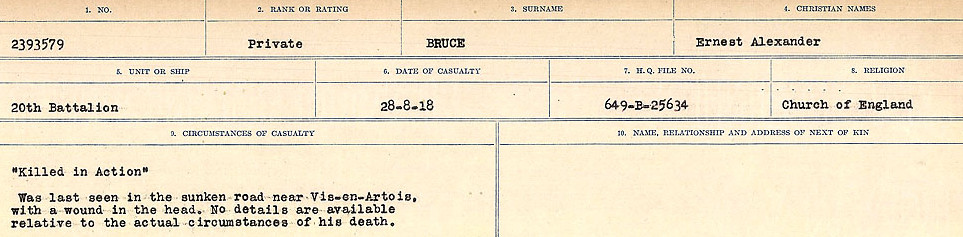 1. NO. 2. RANK OR RATING 3. SURNAME 4. CHRISTIAN NAMES
2393579 Private BRUCE Ernest Alexander
5. UNIT OR SHIP 6. DATE OF CASUALTY 7. H.Q. FILE NO. 8. RELIGION
20th Battalion 28-8-18 649-B-25634 Church of England
9. CIRCUMSTANCES OF CASUALTY 10. NAME, RELATIONSHIP AND ADDRESS OF NEXT OF KIN
"Killed in Action"
Was last seen in the sunken road near Vis-en-Artois,
with a wound in the head. No details are available
relative to the actual circumstances of his death.